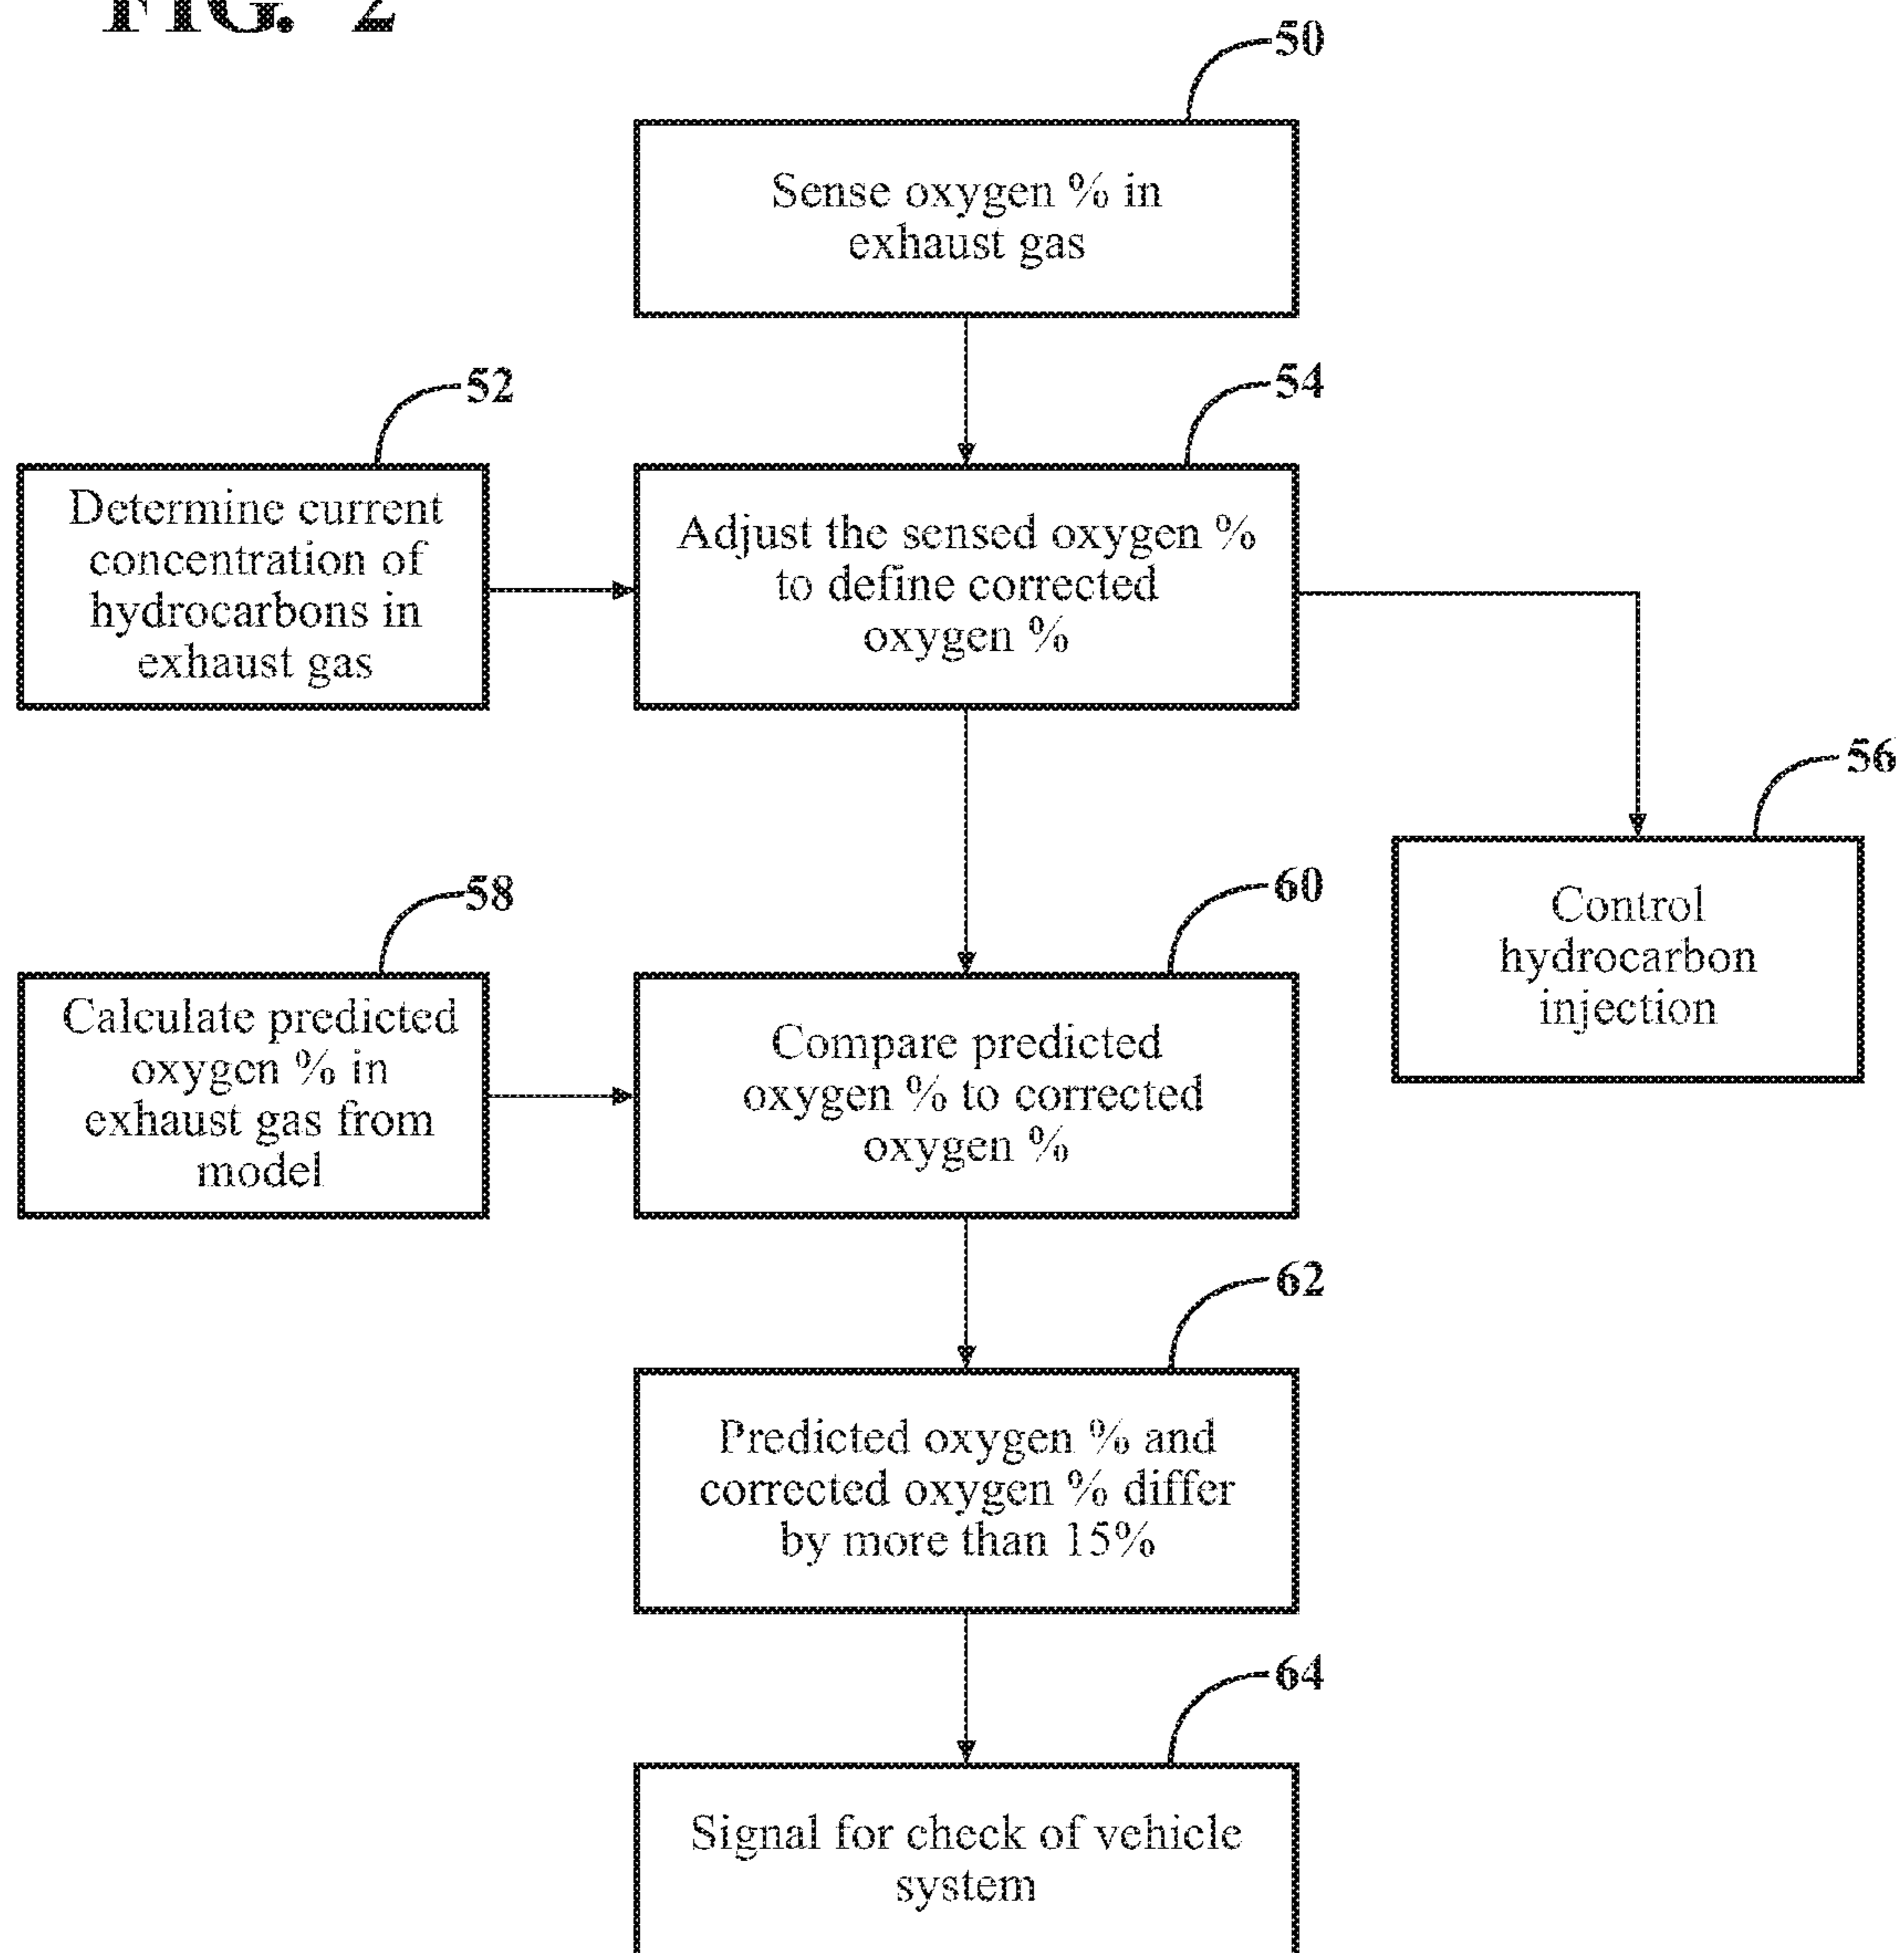 FIG. 2
50
Sense oxygen % in
exhaust gas
52
Determine current
concentration of
hydrocarbons in
exhaust gas
54
Adjust the sensed oxygen %
to define corrected
oxygen %
56
Control
hydrocarbon
injection
58
Calculate predicted
oxygen % in
exhaust gas from
model
60
Compare predicted
oxygen % to corrected
oxygen %
62
Predicted oxygen % and
corrected oxygen % differ
by more than 15%
64
Signal for check of vehicle
system